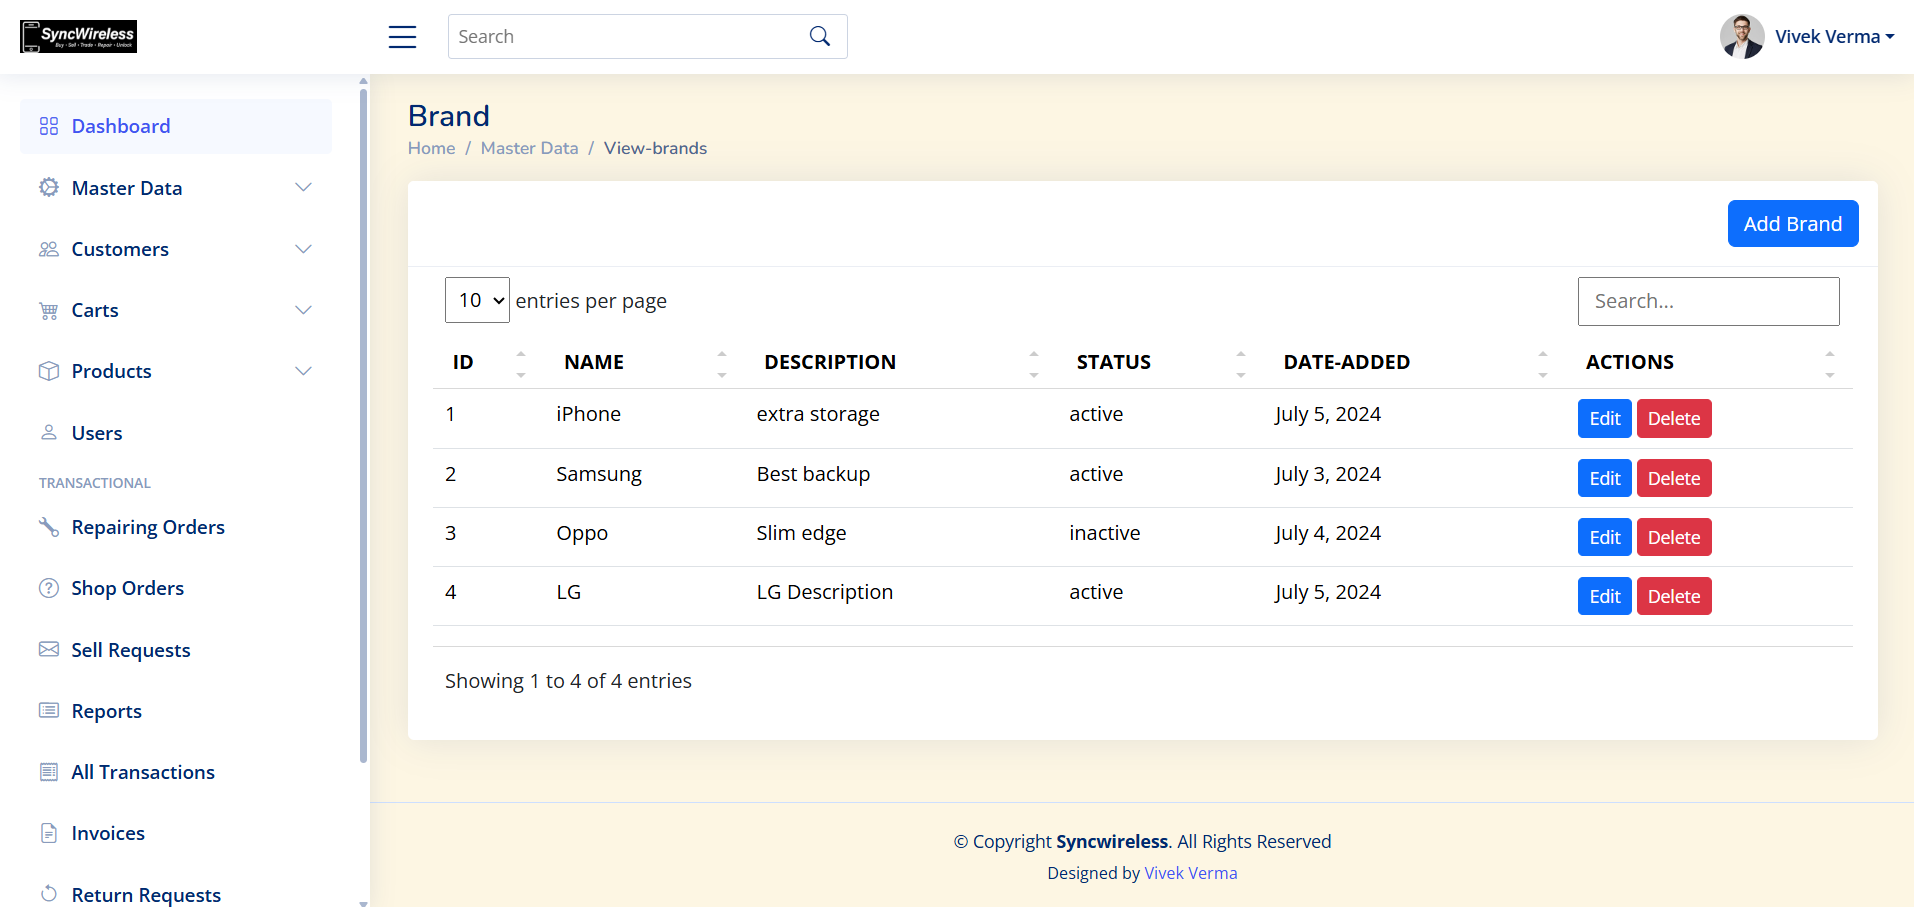 SyncWireless
Buy • Sell • Trade • Repair • Unlock
Search
Vivek Verma
Dashboard
Master Data
Customers
Carts
Products
Users
TRANSACTIONAL
Repairing Orders
Shop Orders
Sell Requests
Reports
All Transactions
Invoices
Return Requests
Brand
Home / Master Data / View-brands
Add Brand
10 entries per page
Search...
ID NAME DESCRIPTION STATUS DATE-ADDED ACTIONS
1 iPhone extra storage active July 5, 2024 Edit Delete
2 Samsung Best backup active July 3, 2024 Edit Delete
3 Oppo Slim edge inactive July 4, 2024 Edit Delete
4 LG LG Description active July 5, 2024 Edit Delete
Showing 1 to 4 of 4 entries
© Copyright Syncwireless. All Rights Reserved
Designed by Vivek Verma